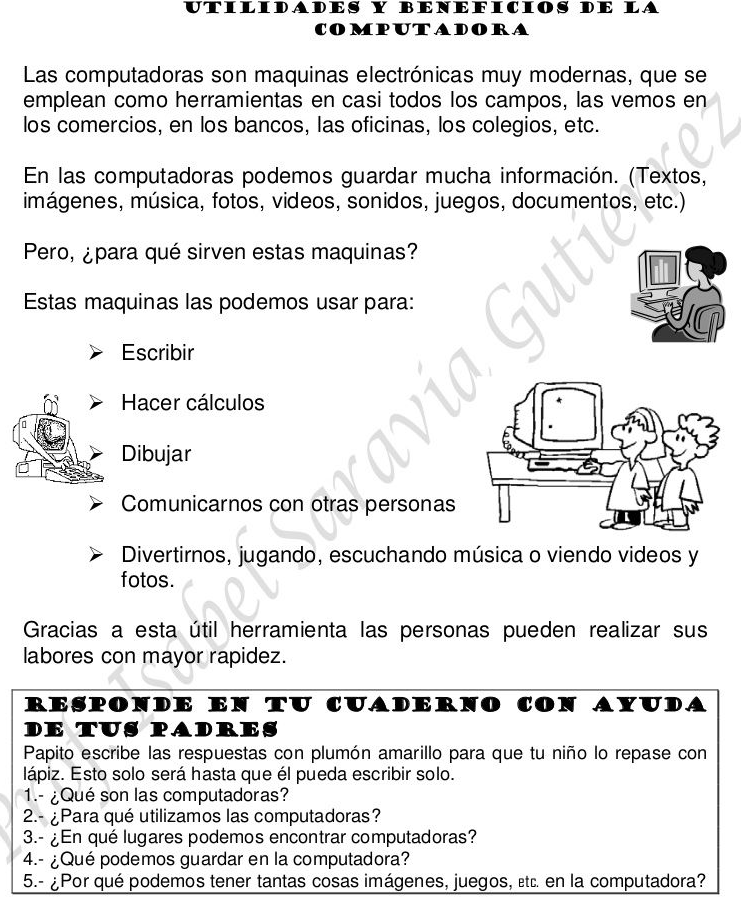 UTILIDADES Y BENEFICIOS DE LA
COMPUTADORA
Las computadoras son maquinas electrónicas muy modernas, que se
emplean como herramientas en casi todos los campos, las vemos en
los comercios, en los bancos, las oficinas, los colegios, etc.
En las computadoras podemos guardar mucha información. (Textos,
imágenes, música, fotos, videos, sonidos, juegos, documentos, etc.)
Pero, ¿para qué sirven estas maquinas?
Estas maquinas las podemos usar para:
➢ Escribir
➢ Hacer cálculos
➢ Dibujar
➢ Comunicarnos con otras personas
➢ Divertirnos, jugando, escuchando música o viendo videos y
fotos.
Gracias a esta útil herramienta las personas pueden realizar sus
labores con mayor rapidez.
RESPONDE EN TU CUADERNO CON AYUDA
DE TUS PADRES
Papito escribe las respuestas con plumón amarillo para que tu niño lo repase con
lápiz. Esto solo será hasta que él pueda escribir solo.
1.- ¿Qué son las computadoras?
2.- ¿Para qué utilizamos las computadoras?
3.- ¿En qué lugares podemos encontrar computadoras?
4.- ¿Qué podemos guardar en la computadora?
5.- ¿Por qué podemos tener tantas cosas imágenes, juegos, etc. en la computadora?
Prof. Isabel Saravia Gutierrez